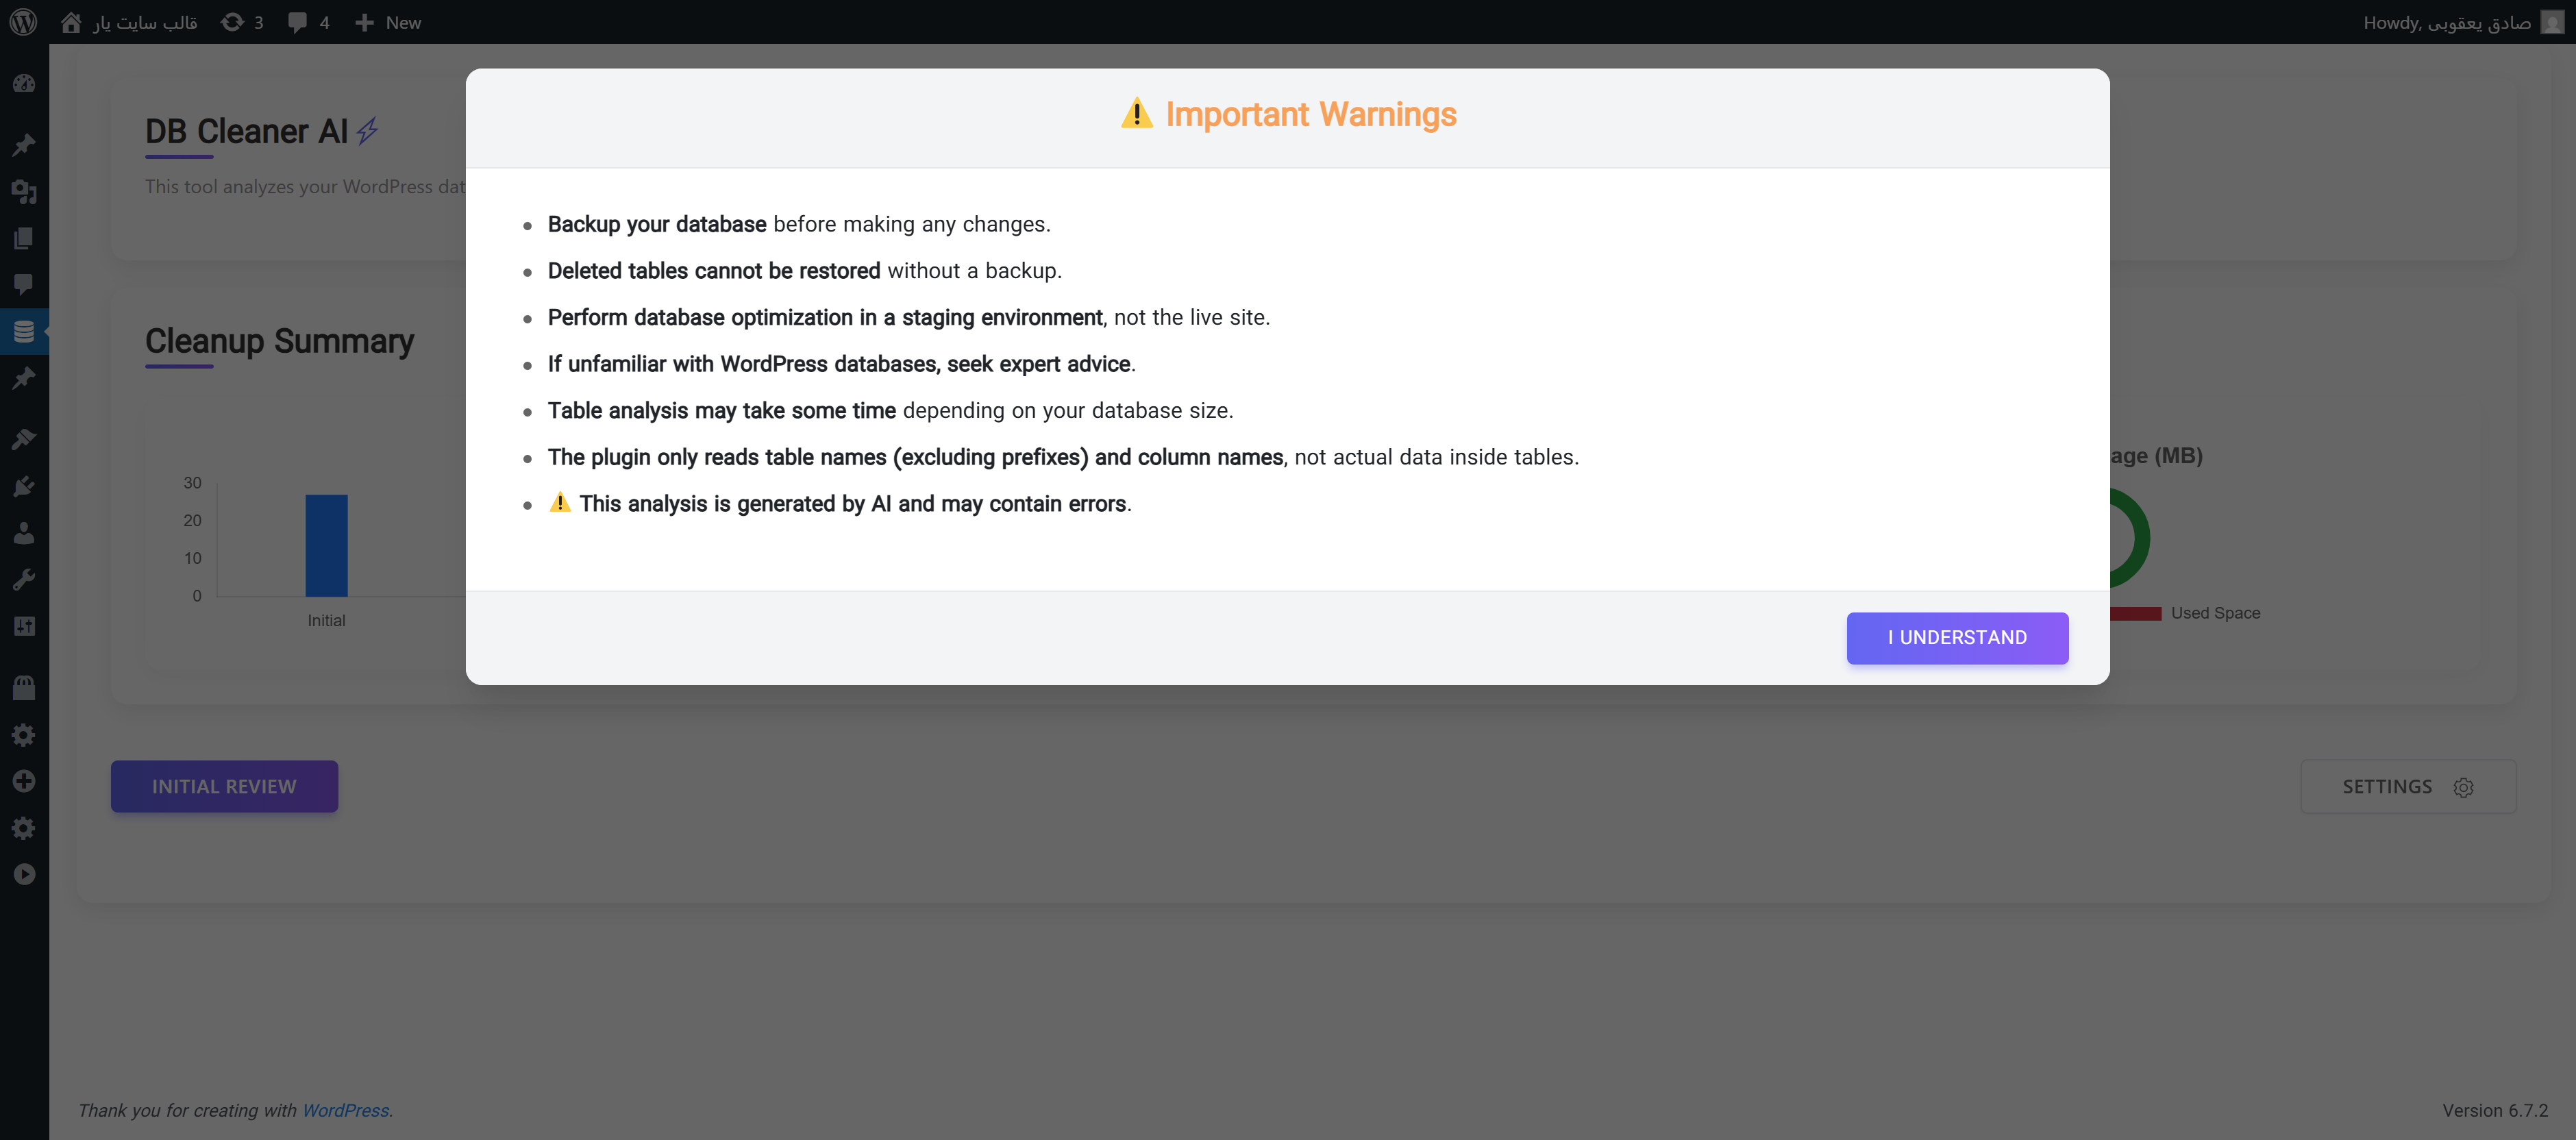 قالب سایت یار 3 4 New
Howdy, صادق یعقوبی
DB Cleaner AI
This tool analyzes your WordPress dat
Cleanup Summary
30
20
10
0
Initial
⚠ Important Warnings
Backup your database before making any changes.
Deleted tables cannot be restored without a backup.
Perform database optimization in a staging environment, not the live site.
If unfamiliar with WordPress databases, seek expert advice.
Table analysis may take some time depending on your database size.
The plugin only reads table names (excluding prefixes) and column names, not actual data inside tables.
⚠ This analysis is generated by AI and may contain errors.
I UNDERSTAND
age (MB)
Used Space
INITIAL REVIEW
SETTINGS
Thank you for creating with WordPress.
Version 6.7.2